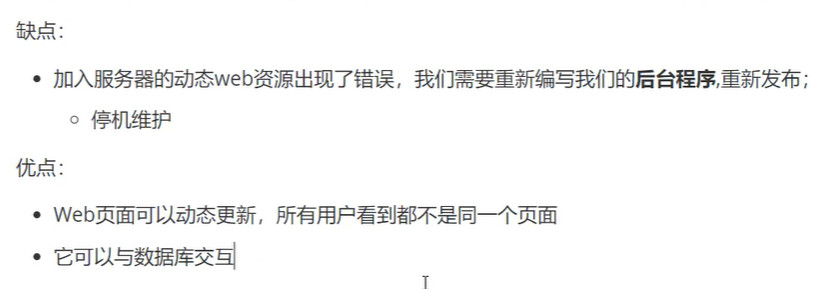 缺点：
加入服务器的动态web资源出现了错误，我们需要重新编写我们的后台程序,重新发布；
停机维护
优点：
Web页面可以动态更新，所有用户看到都不是同一个页面
它可以与数据库交互